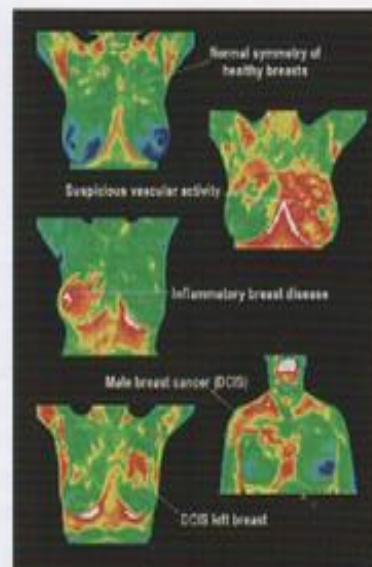 Normal symmetry of
healthy breasts
Suspicious vascular activity
Inflammatory breast disease
Male breast cancer (DCIS)
DCIS left breast